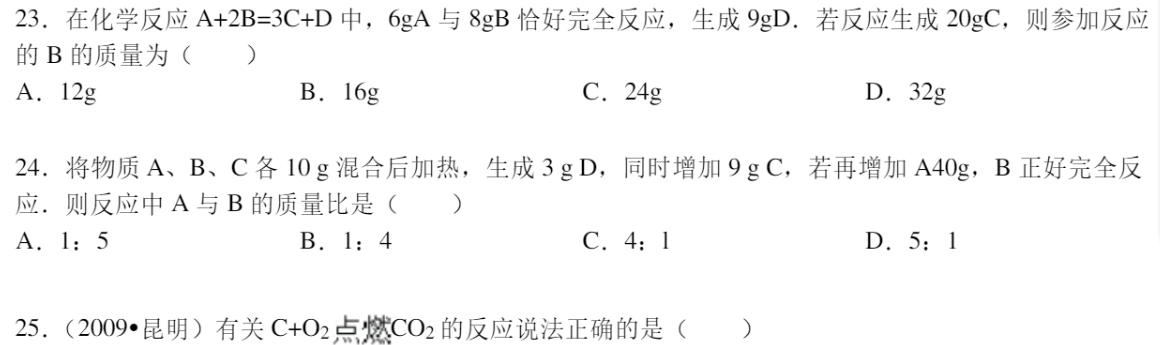 23．在化学反应 A+2B=3C+D 中，6gA 与 8gB 恰好完全反应，生成 9gD．若反应生成 20gC，则参加反应
的 B 的质量为（　　）
A．12g B．16g C．24g D．32g
24．将物质 A、B、C 各 10 g 混合后加热，生成 3 g D，同时增加 9 g C，若再增加 A40g，B 正好完全反
应．则反应中 A 与 B 的质量比是（　　）
A．1：5 B．1：4 C．4：1 D．5：1
25．（2009•昆明）有关 C+O₂点燃CO₂ 的反应说法正确的是（　　）